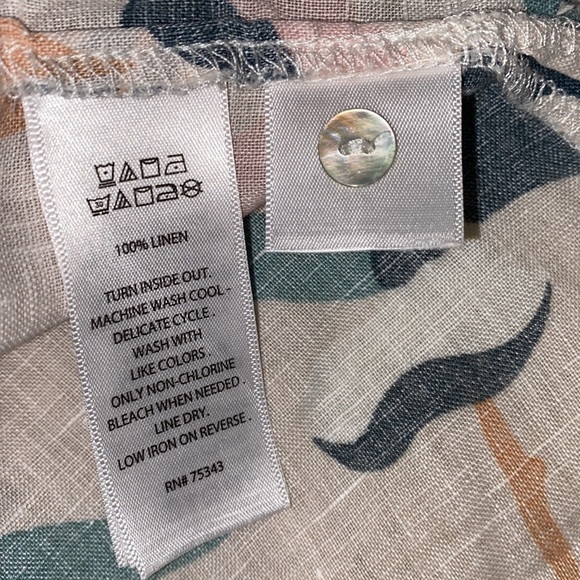 100% LINEN
TURN INSIDE OUT.
MACHINE WASH COOL -
DELICATE CYCLE.
WASH WITH
LIKE COLORS.
ONLY NON-CHLORINE
BLEACH WHEN NEEDED.
LINE DRY.
LOW IRON ON REVERSE.
RN# 75343